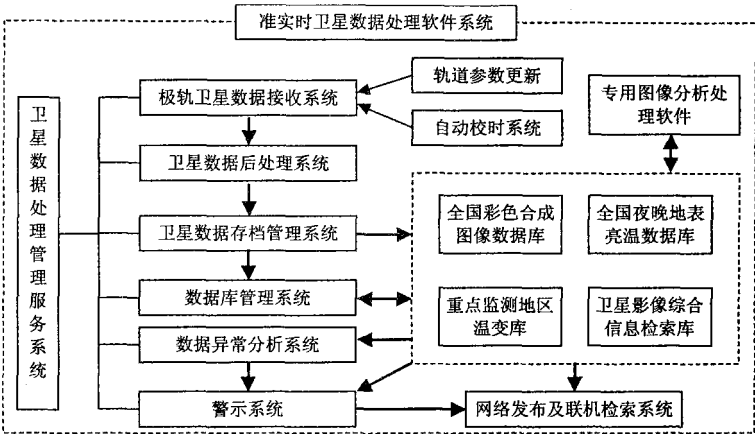 准实时卫星数据处理软件系统
卫星数据处理管理服务系统
极轨卫星数据接收系统
轨道参数更新
自动校时系统
专用图像分析处
理软件
卫星数据后处理系统
卫星数据存档管理系统
全国彩色合成
图像数据库
全国夜晚地表
亮温数据库
数据库管理系统
重点监测地区
温变库
卫星影像综合
信息检索库
数据异常分析系统
警示系统
网络发布及联机检索系统